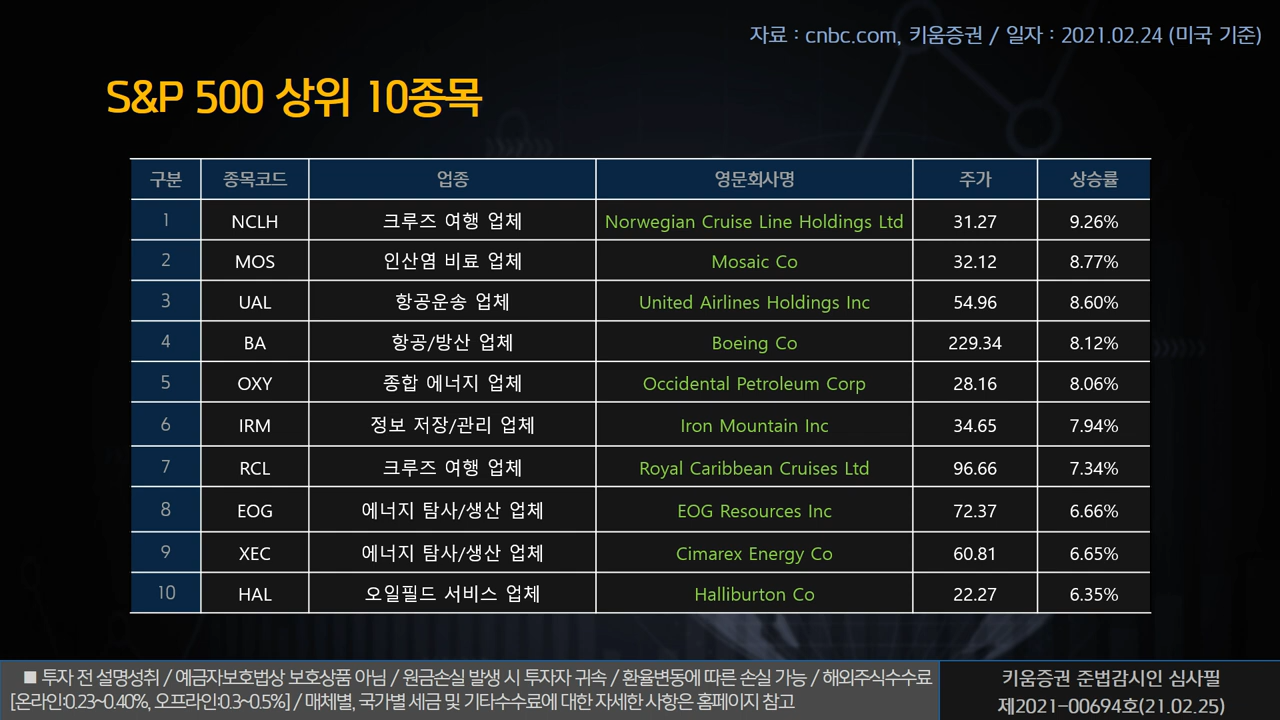 자료 : cnbc.com, 키움증권 / 일자 : 2021.02.24 (미국 기준)
S&P 500 상위 10종목
구분 종목코드 업종 영문회사명 주가 상승률
1 NCLH 크루즈 여행 업체 Norwegian Cruise Line Holdings Ltd 31.27 9.26%
2 MOS 인산염 비료 업체 Mosaic Co 32.12 8.77%
3 UAL 항공운송 업체 United Airlines Holdings Inc 54.96 8.60%
4 BA 항공/방산 업체 Boeing Co 229.34 8.12%
5 OXY 종합 에너지 업체 Occidental Petroleum Corp 28.16 8.06%
6 IRM 정보 저장/관리 업체 Iron Mountain Inc 34.65 7.94%
7 RCL 크루즈 여행 업체 Royal Caribbean Cruises Ltd 96.66 7.34%
8 EOG 에너지 탐사/생산 업체 EOG Resources Inc 72.37 6.66%
9 XEC 에너지 탐사/생산 업체 Cimarex Energy Co 60.81 6.65%
10 HAL 오일필드 서비스 업체 Halliburton Co 22.27 6.35%
■ 투자 전 설명성취 / 예금자보호법상 보호상품 아님 / 원금손실 발생 시 투자자 귀속 / 환율변동에 따른 손실 가능 / 해외주식수수료
[온라인:0.23~0.40%, 오프라인:0.3~0.5%] / 매체별, 국가별 세금 및 기타수수료에 대한 자세한 사항은 홈페이지 참고
키움증권 준법감시인 심사필
제2021-00694호(21.02.25)